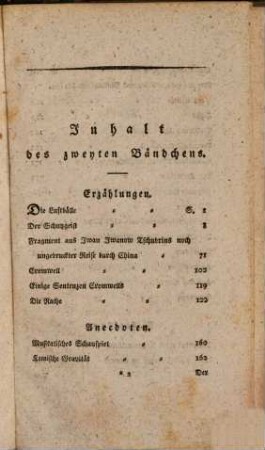 Inhalt
des zweyten Bändchens.
Erzählungen.
Die Luftbälle = = S. 1
Der Schutzgeist = = 8
Fragment aus Iwan Iwanow Tschudrins noch
ungedruckter Reise durch China = 71
Cromwell = = 102
Einige Sentenzen Cromwells = 119
Die Rache = = 122
Anecdoten.
Musikalisches Schauspiel = 160
Komische Gravität = = 162
Der